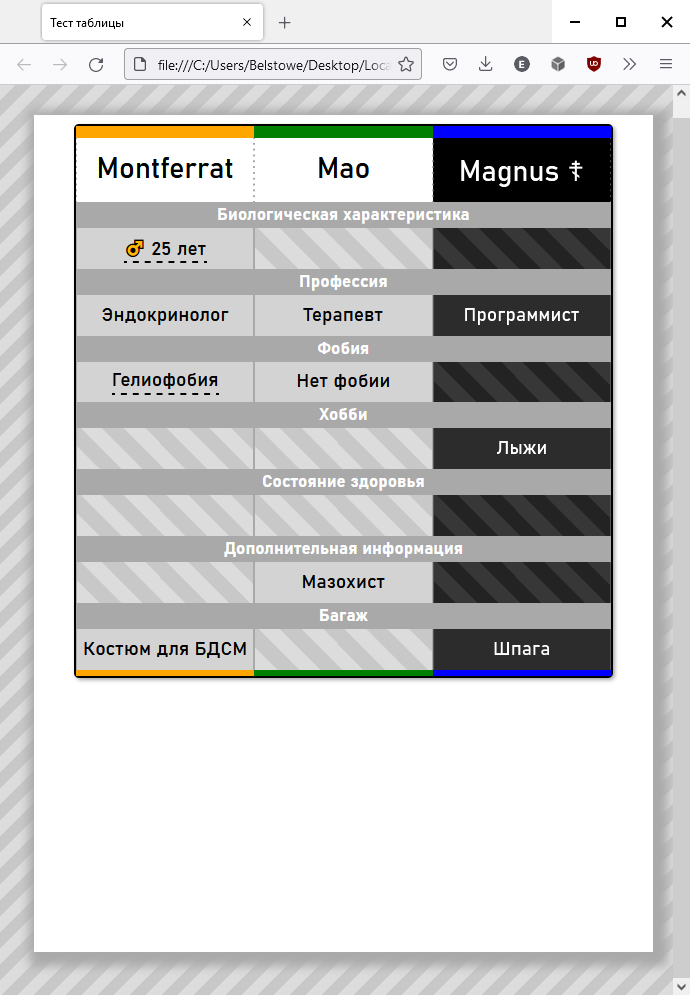 Тест таблицы
file:///C:/Users/Belstowe/Desktop/Loca
E
UD
Montferrat Mao Magnus ☦
Биологическая характеристика
25 лет
Профессия
Эндокринолог Терапевт Программист
Фобия
Гелиофобия Нет фобии
Хобби
Лыжи
Состояние здоровья
Дополнительная информация
Мазохист
Багаж
Костюм для БДСМ Шпага